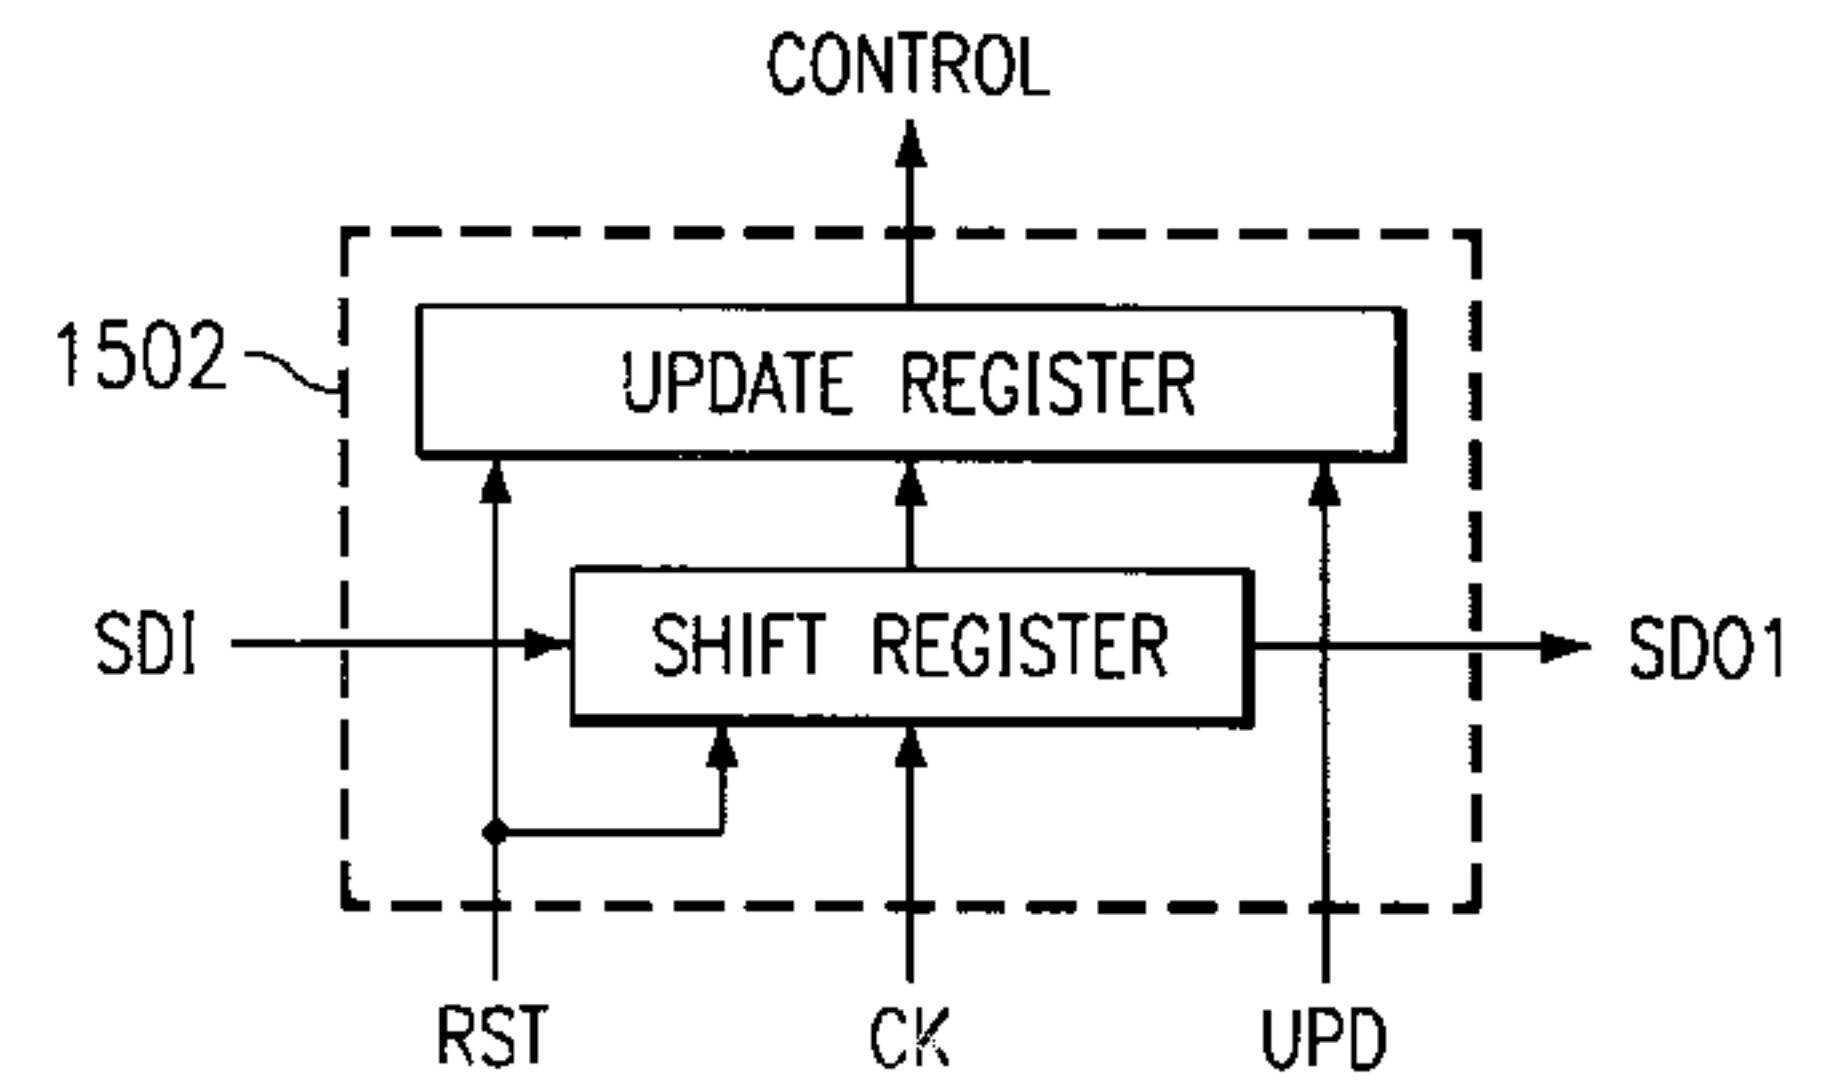 CONTROL
1502
UPDATE REGISTER
SDI
SHIFT REGISTER
SDO1
RST
CK
UPD